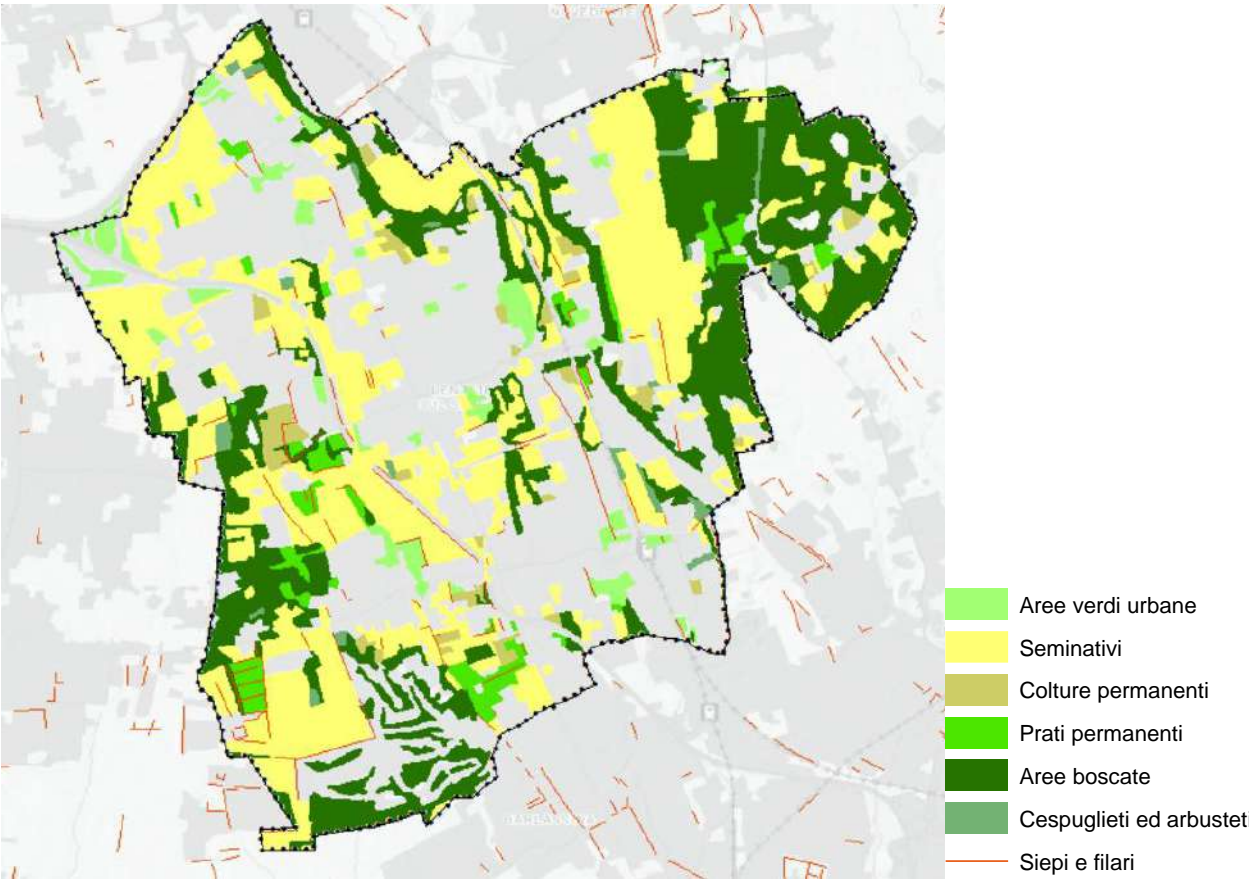 Aree verdi urbane
Seminativi
Colture permanenti
Prati permanenti
Aree boscate
Cespuglieti ed arbusteti
Siepi e filari